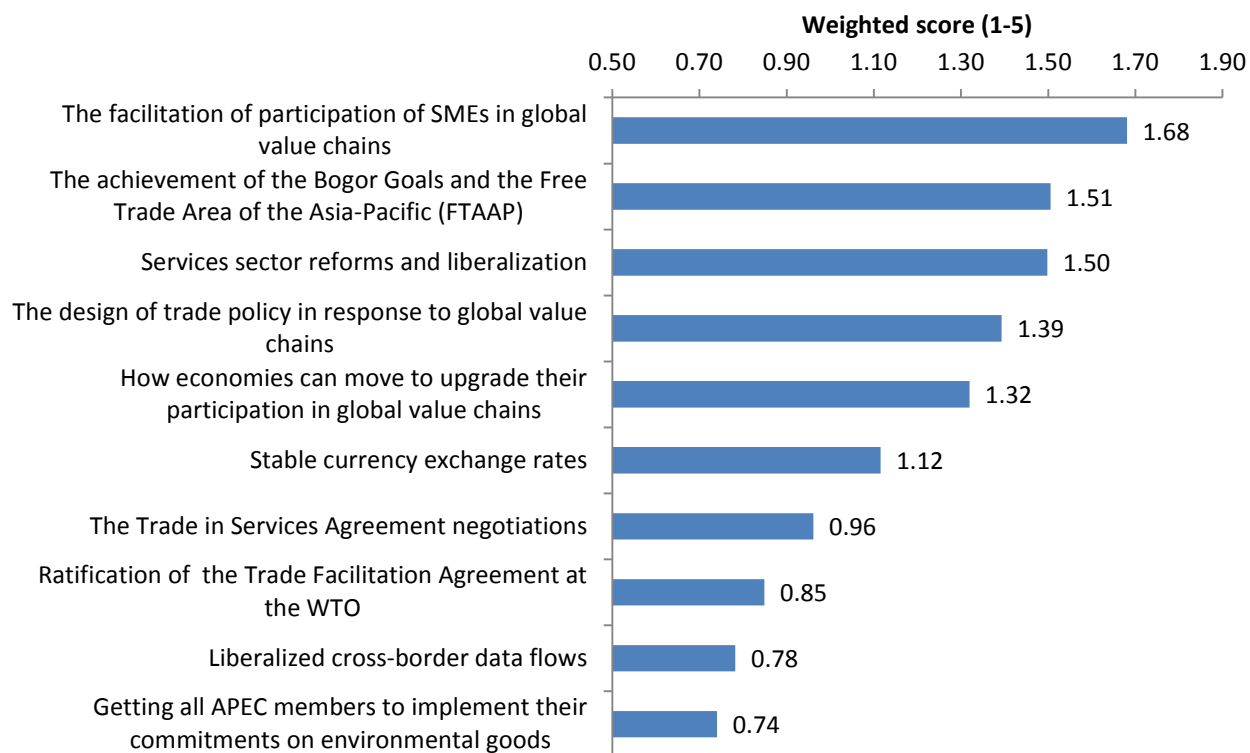 Weighted score (1-5)
0.50 0.70 0.90 1.10 1.30 1.50 1.70 1.90
The facilitation of participation of SMEs in global
value chains
1.68
The achievement of the Bogor Goals and the Free
Trade Area of the Asia-Pacific (FTAAP)
1.51
Services sector reforms and liberalization
1.50
The design of trade policy in response to global value
chains
1.39
How economies can move to upgrade their
participation in global value chains
1.32
Stable currency exchange rates
1.12
The Trade in Services Agreement negotiations
0.96
Ratification of  the Trade Facilitation Agreement at
the WTO
0.85
Liberalized cross-border data flows
0.78
Getting all APEC members to implement their
commitments on environmental goods
0.74